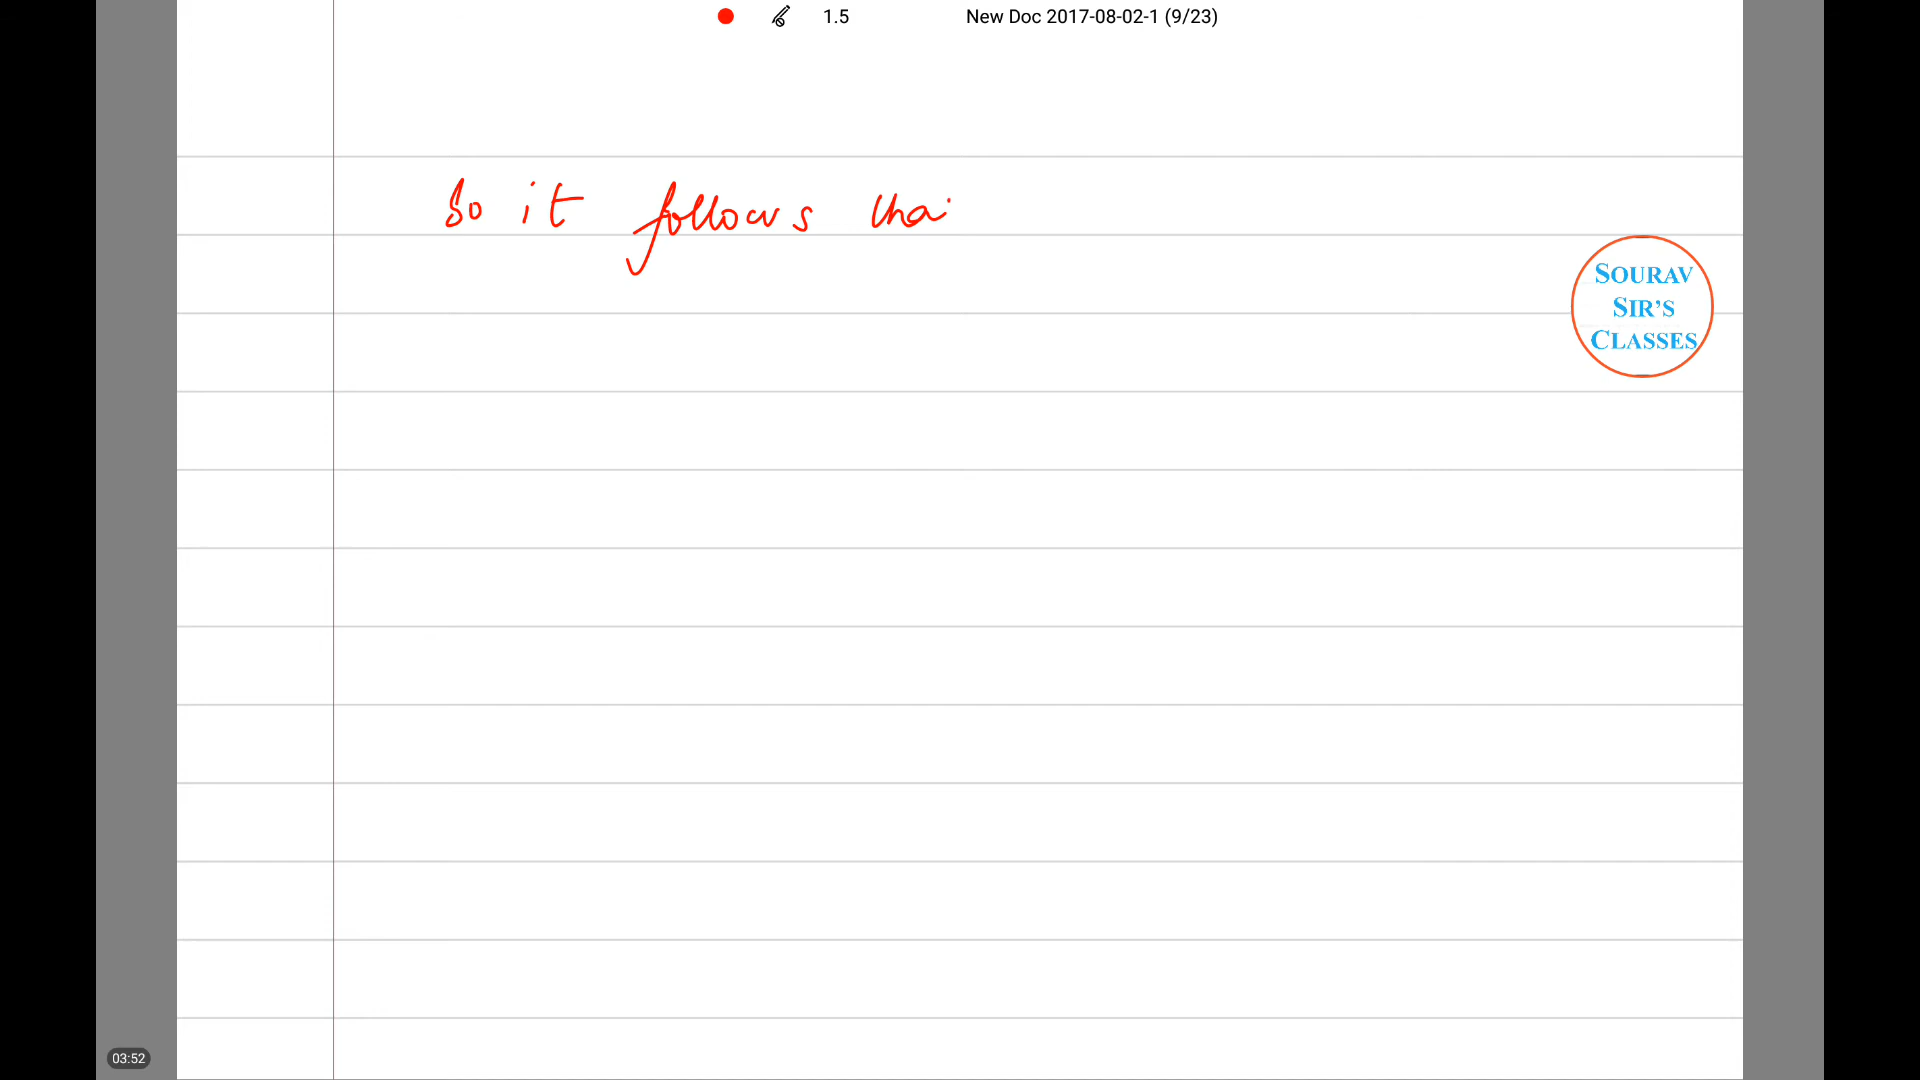 1.5 New Doc 2017-08-02-1 (9/23)
So it follows tha
SOURAV
SIR'S
CLASSES
03:52